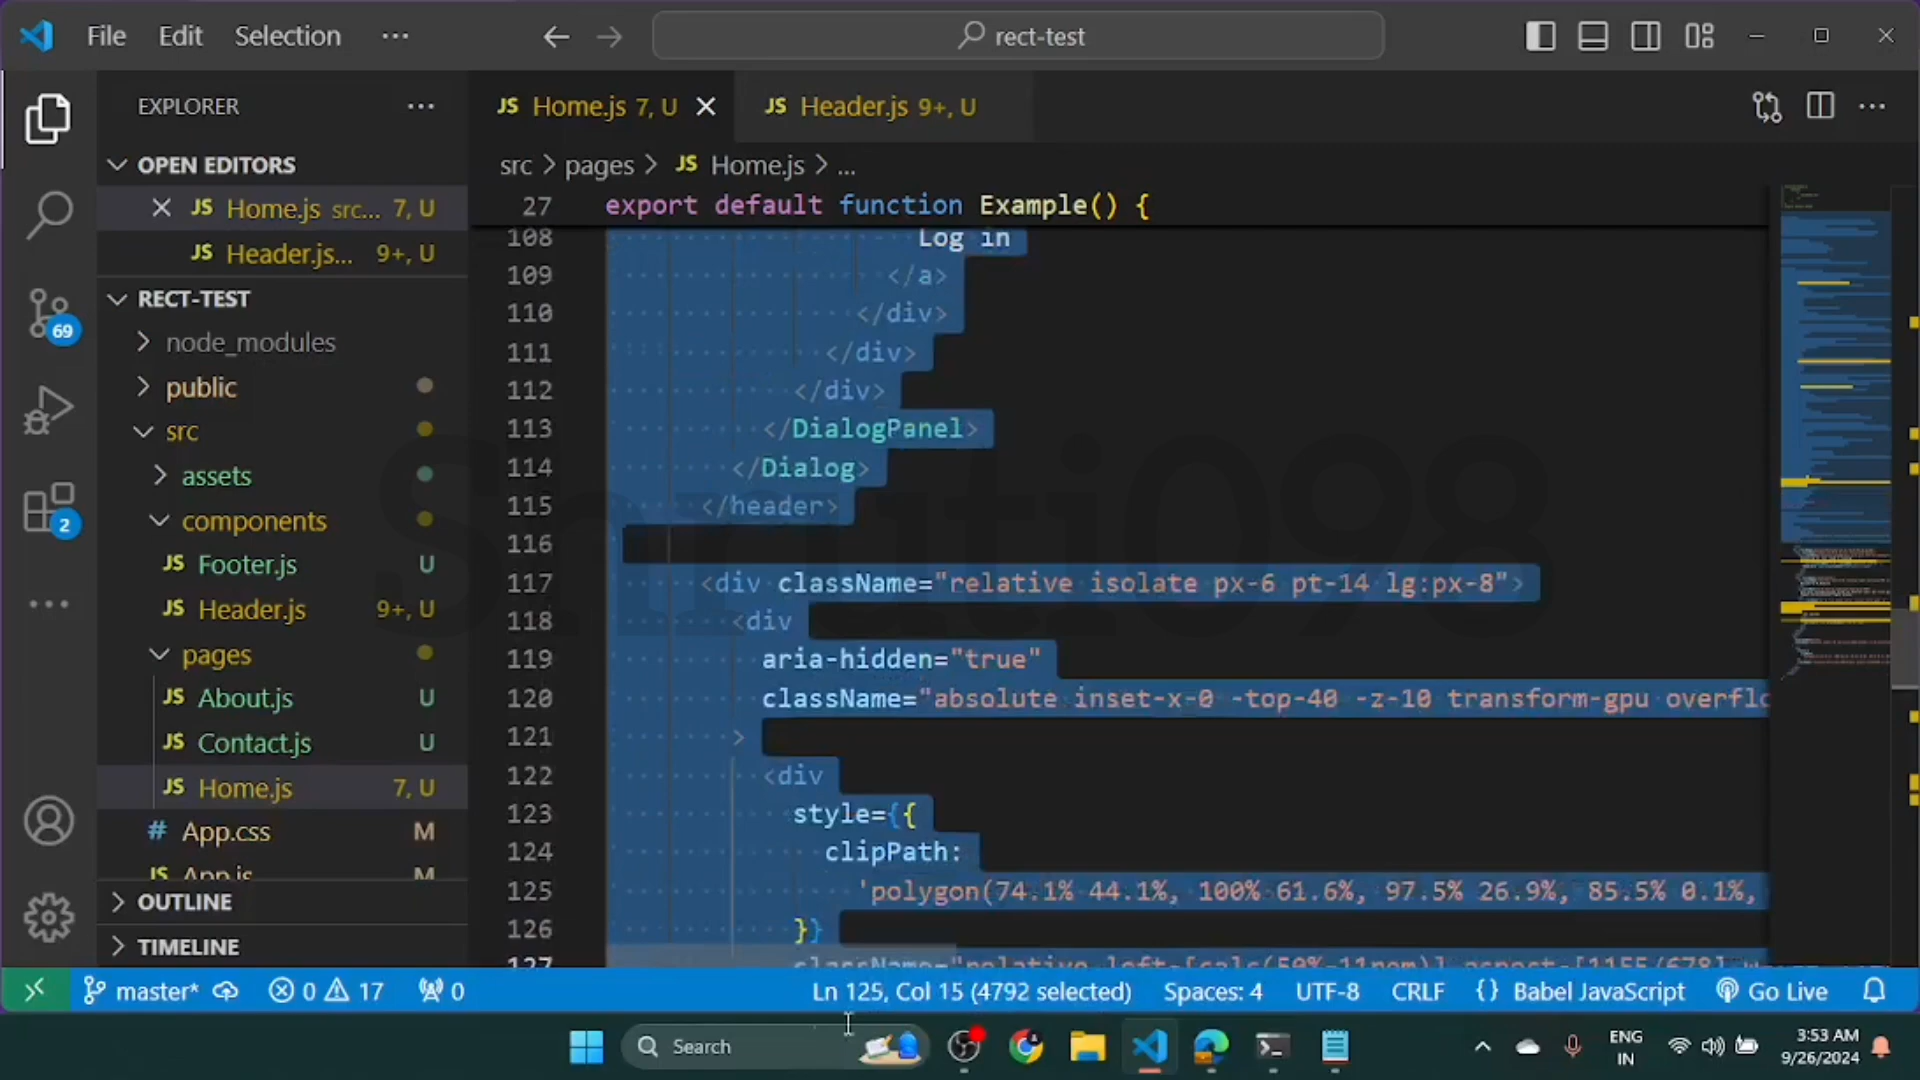 File Edit Selection ···
rect-test
EXPLORER ···
Home.js 7, U
Header.js 9+, U
OPEN EDITORS
JS Home.js src... 7, U
JS Header.js... 9+, U
RECT-TEST
node_modules
public
src
assets
components
JS Footer.js U
JS Header.js 9+, U
pages
JS About.js U
JS Contact.js U
JS Home.js 7, U
# App.css M
JS App.js M
OUTLINE
TIMELINE
src > pages > JS Home.js > ...
27 export default function Example() {
108 Log in
109 </a>
110 </div>
111 </div>
112 </div>
113 </DialogPanel>
114 </Dialog>
115 </header>
116
117 <div className="relative isolate px-6 pt-14 lg:px-8">
118 <div
119 aria-hidden="true"
120 className="absolute inset-x-0 -top-40 -z-10 transform-gpu overflo
121 >
122 <div
123 style={{
124 clipPath:
125 'polygon(74.1% 44.1%, 100% 61.6%, 97.5% 26.9%, 85.5% 0.1%,
126 }}
127 className="relative left-[calc(50%-11rem)] aspect-[1155/678] w
69
2
master* 0 17 0 Ln 125, Col 15 (4792 selected) Spaces: 4 UTF-8 CRLF {} Babel JavaScript Go Live
Search
ENG
IN
3:53 AM
9/26/2024